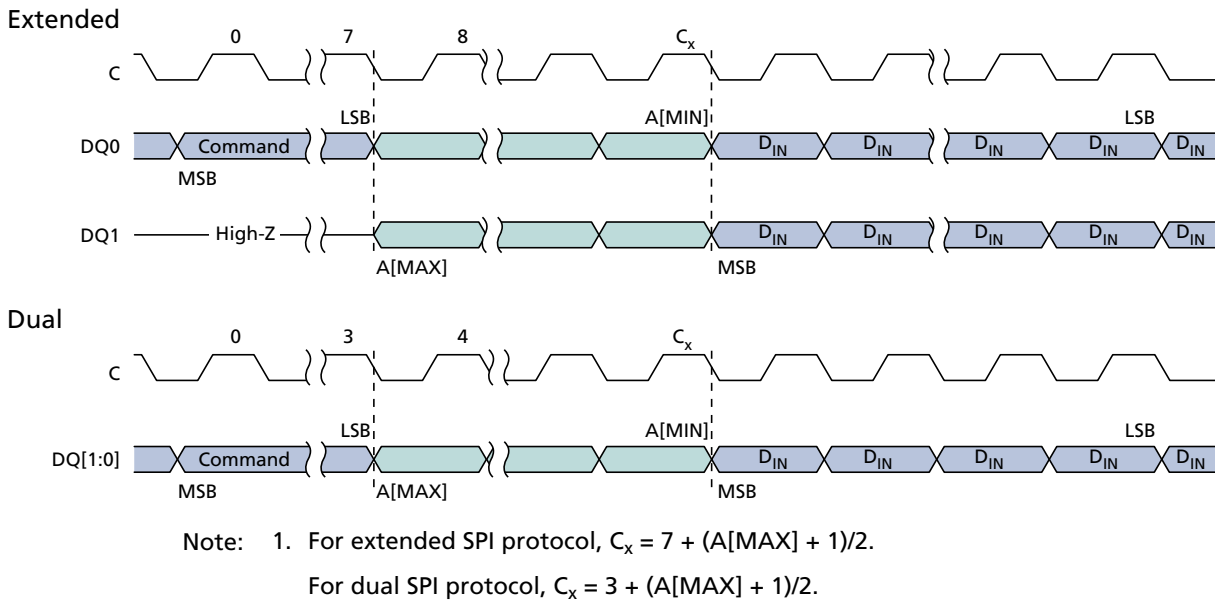 Extended
0 7 8 Cx
C
LSB A[MIN] LSB
DQ0 Command DIN DIN DIN DIN DIN
MSB
DQ1 High-Z DIN DIN DIN DIN DIN
A[MAX] MSB
Dual
0 3 4 Cx
C
LSB A[MIN] LSB
DQ[1:0] Command DIN DIN DIN DIN DIN
MSB A[MAX] MSB
Note: 1. For extended SPI protocol, Cx = 7 + (A[MAX] + 1)/2.
For dual SPI protocol, Cx = 3 + (A[MAX] + 1)/2.